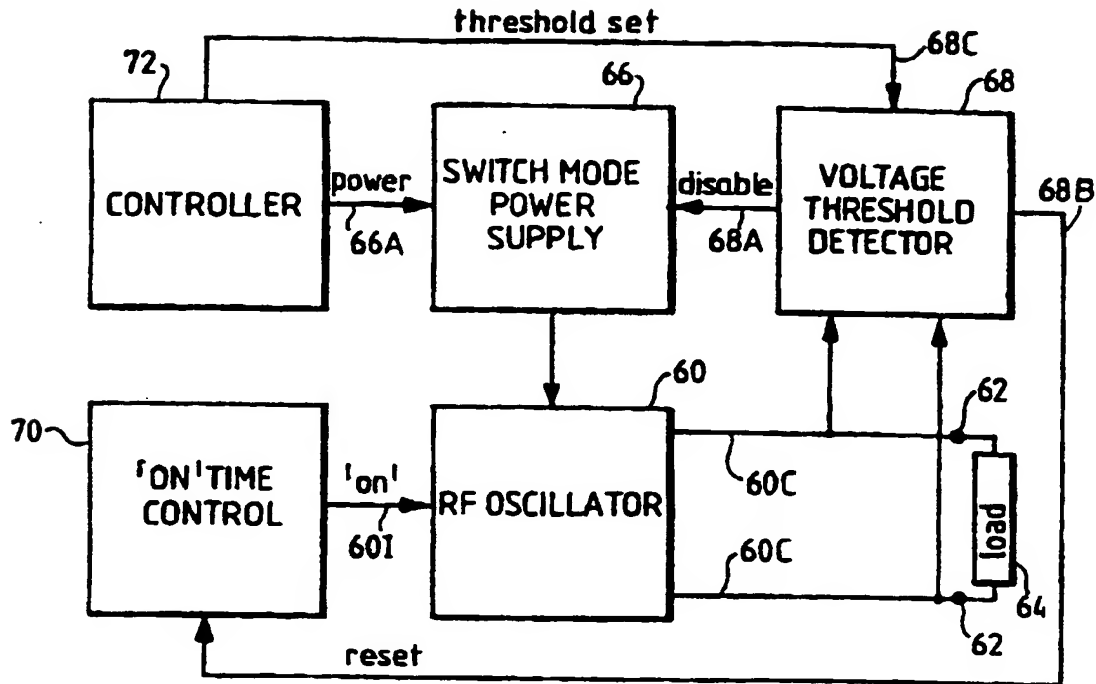 threshold set
72
66
68C
68
CONTROLLER
power
66A
SWITCH MODE
POWER
SUPPLY
disable
68A
VOLTAGE
THRESHOLD
DETECTOR
68B
70
60
62
'ON' TIME
CONTROL
'on'
60I
RF OSCILLATOR
60C
60C
load
64
62
reset